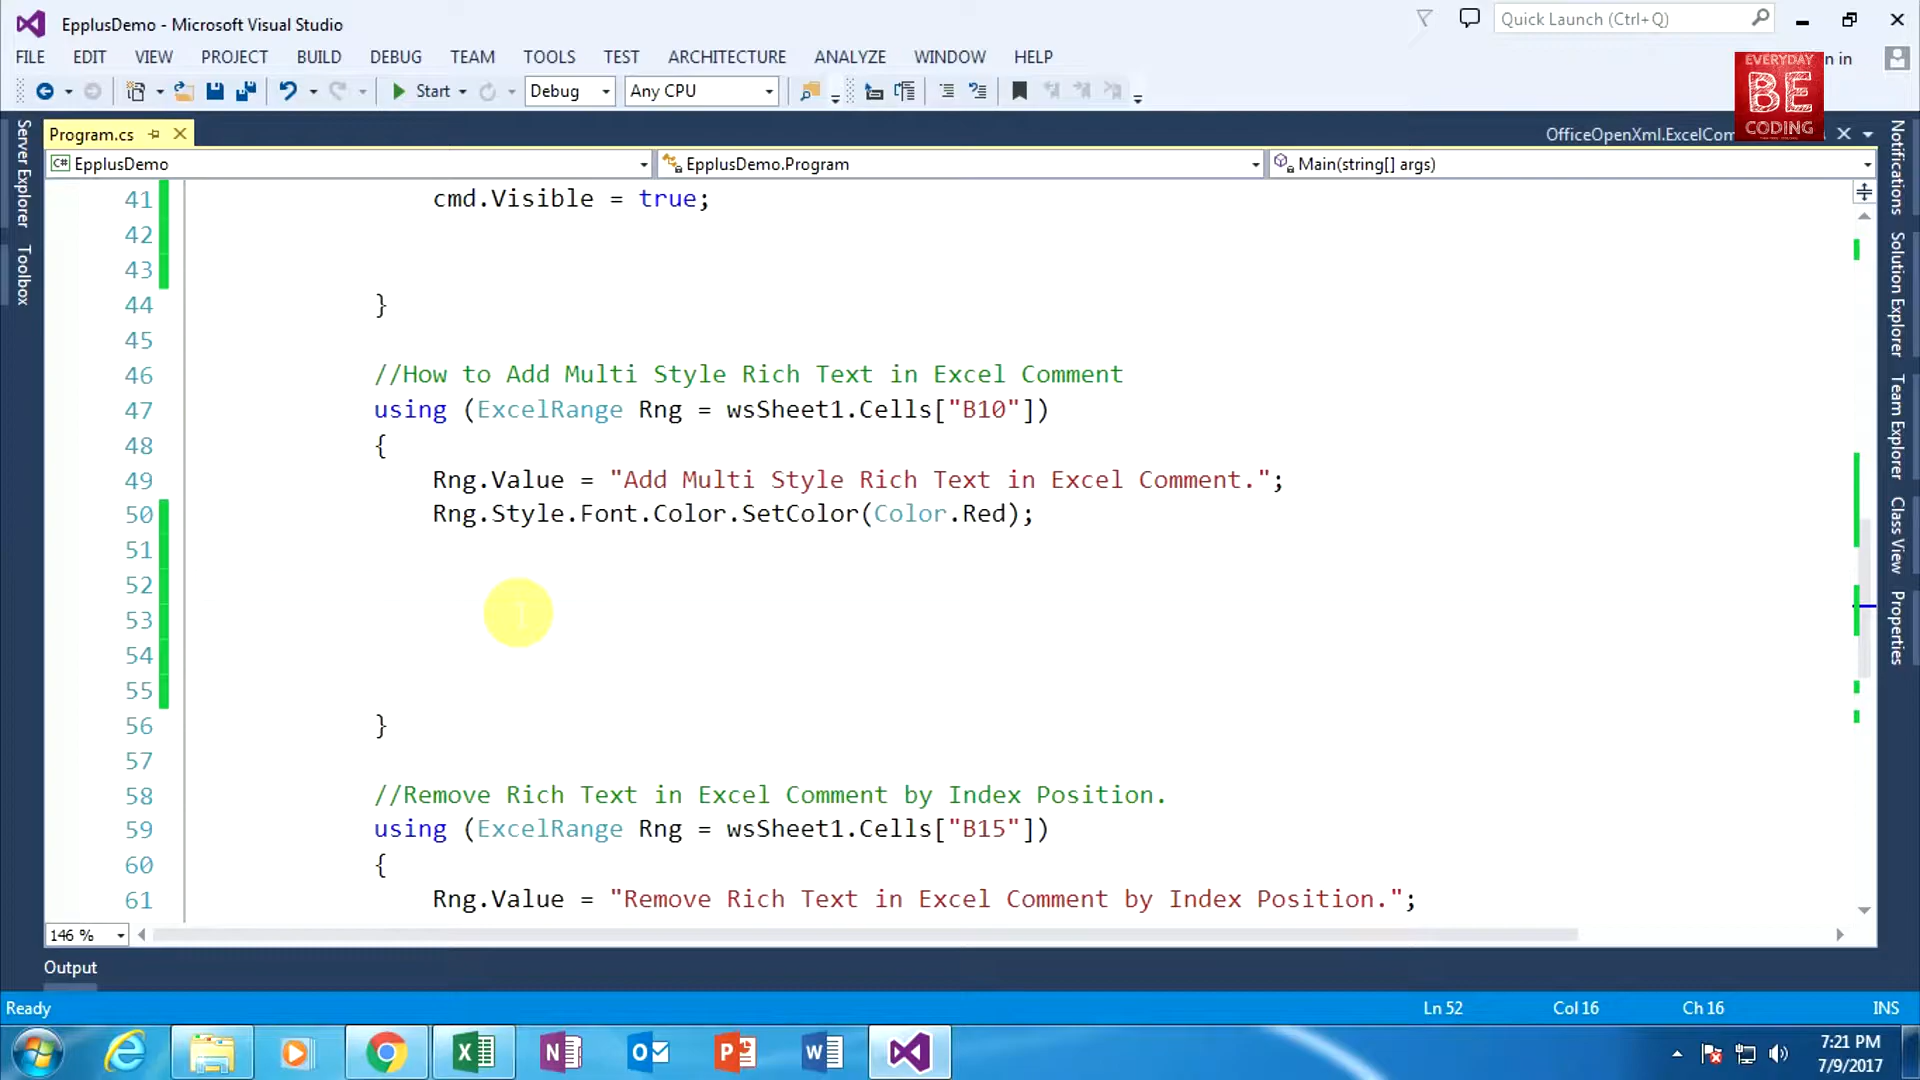 EpplusDemo - Microsoft Visual Studio
Quick Launch (Ctrl+Q)
FILE EDIT VIEW PROJECT BUILD DEBUG TEAM TOOLS TEST ARCHITECTURE ANALYZE WINDOW HELP
n in
EVERYDAY
BE
CODING
Start Debug Any CPU
Program.cs
OfficeOpenXml.ExcelCom
EpplusDemo
EpplusDemo.Program
Main(string[] args)
Server Explorer
Toolbox
Notifications
Solution Explorer
Team Explorer
Class View
Properties
41 cmd.Visible = true;
42
43
44 }
45
46 //How to Add Multi Style Rich Text in Excel Comment
47 using (ExcelRange Rng = wsSheet1.Cells["B10"])
48 {
49 Rng.Value = "Add Multi Style Rich Text in Excel Comment.";
50 Rng.Style.Font.Color.SetColor(Color.Red);
51
52
53
54
55
56 }
57
58 //Remove Rich Text in Excel Comment by Index Position.
59 using (ExcelRange Rng = wsSheet1.Cells["B15"])
60 {
61 Rng.Value = "Remove Rich Text in Excel Comment by Index Position.";
146 %
Output
Ready
Ln 52 Col 16 Ch 16 INS
7:21 PM
7/9/2017